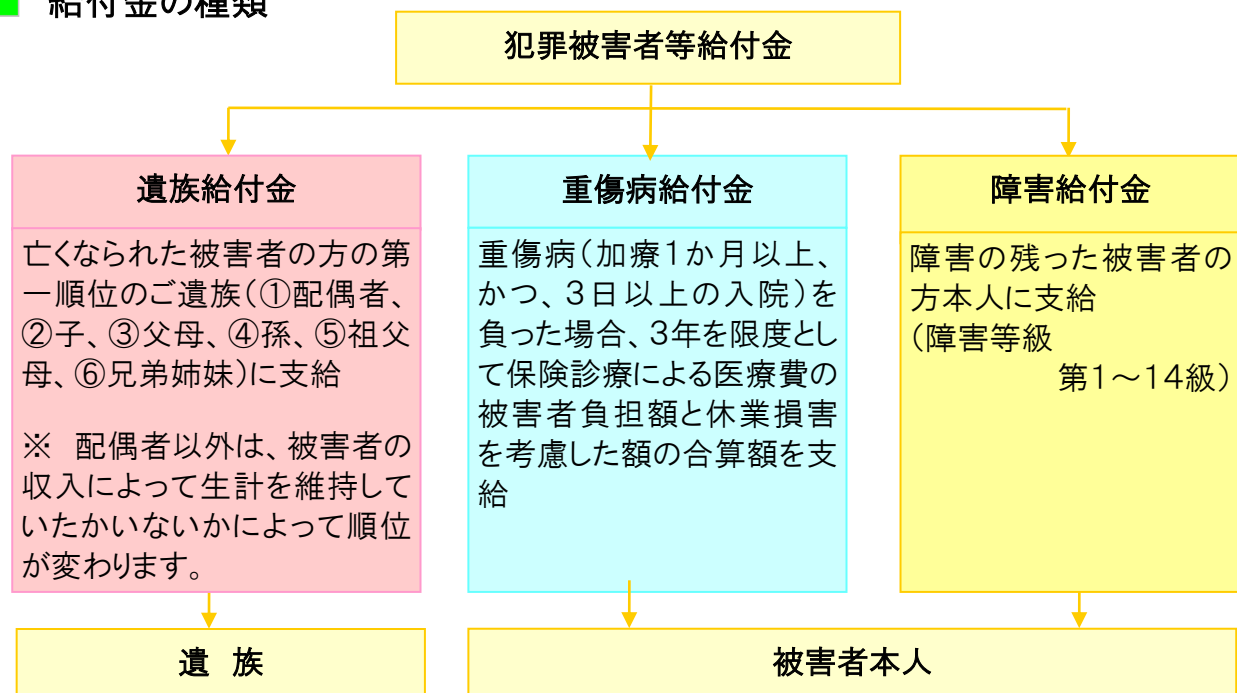 給付金の種類
犯罪被害者等給付金
遺族給付金
亡くなられた被害者の方の第
一順位のご遺族(①配偶者、
②子、③父母、④孫、⑤祖父
母、⑥兄弟姉妹)に支給
※ 配偶者以外は、被害者の
収入によって生計を維持して
いたかいないかによって順位
が変わります。
重傷病給付金
重傷病(加療1か月以上、
かつ、3日以上の入院)を
負った場合、3年を限度とし
て保険診療による医療費の
被害者負担額と休業損害
を考慮した額の合算額を支
給
障害給付金
障害の残った被害者の
方本人に支給
(障害等級
第1～14級)
遺 族
被害者本人